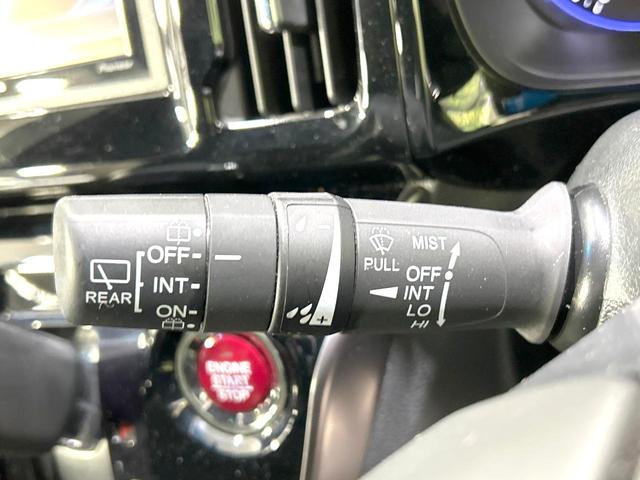 REAR
OFF
INT
ON
PULL
MIST
OFF
INT
LO
HI
ENGINE
START
STOP